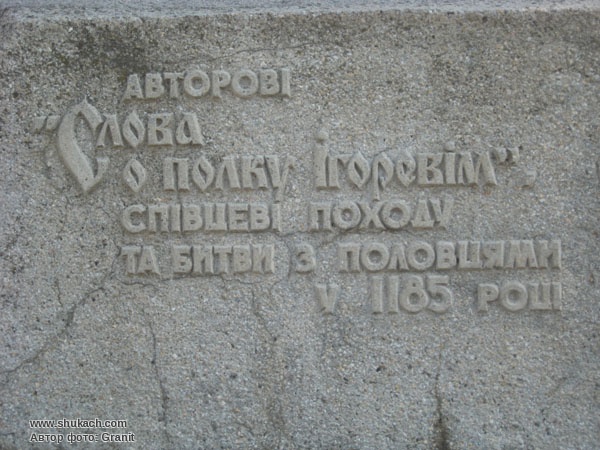 АВТОРОВІ
"Слова
о полку Ігоревім",
СПІВЦЕВІ ПОХОДУ
ТА БИТВИ З ПОЛОВЦЯМИ
У 1185 РОЦІ
www.shukach.com
Автор фото: Granit